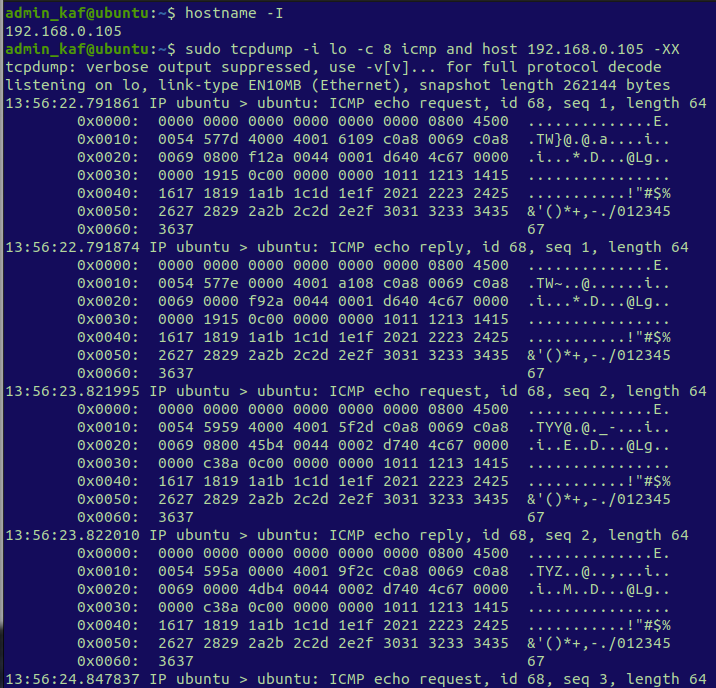 admin_kaf@ubuntu:~$ hostname -I
192.168.0.105
admin_kaf@ubuntu:~$ sudo tcpdump -i lo -c 8 icmp and host 192.168.0.105 -XX
tcpdump: verbose output suppressed, use -v[v]... for full protocol decode
listening on lo, link-type EN10MB (Ethernet), snapshot length 262144 bytes
13:56:22.791861 IP ubuntu > ubuntu: ICMP echo request, id 68, seq 1, length 64
        0x0000:  0000 0000 0000 0000 0000 0000 0800 4500  ..............E.
        0x0010:  0054 577d 4000 4001 6109 c0a8 0069 c0a8  .TW}@.@.a....i..
        0x0020:  0069 0800 f12a 0044 0001 d640 4c67 0000  .i...*.D...@Lg..
        0x0030:  0000 1915 0c00 0000 0000 1011 1213 1415  ................
        0x0040:  1617 1819 1a1b 1c1d 1e1f 2021 2223 2425  ...........!"#$%
        0x0050:  2627 2829 2a2b 2c2d 2e2f 3031 3233 3435  &'()*+,-./012345
        0x0060:  3637                                     67
13:56:22.791874 IP ubuntu > ubuntu: ICMP echo reply, id 68, seq 1, length 64
        0x0000:  0000 0000 0000 0000 0000 0000 0800 4500  ..............E.
        0x0010:  0054 577e 0000 4001 a108 c0a8 0069 c0a8  .TW~..@......i..
        0x0020:  0069 0000 f92a 0044 0001 d640 4c67 0000  .i...*.D...@Lg..
        0x0030:  0000 1915 0c00 0000 0000 1011 1213 1415  ................
        0x0040:  1617 1819 1a1b 1c1d 1e1f 2021 2223 2425  ...........!"#$%
        0x0050:  2627 2829 2a2b 2c2d 2e2f 3031 3233 3435  &'()*+,-./012345
        0x0060:  3637                                     67
13:56:23.821995 IP ubuntu > ubuntu: ICMP echo request, id 68, seq 2, length 64
        0x0000:  0000 0000 0000 0000 0000 0000 0800 4500  ..............E.
        0x0010:  0054 5959 4000 4001 5f2d c0a8 0069 c0a8  .TYY@.@._-...i..
        0x0020:  0069 0800 45b4 0044 0002 d740 4c67 0000  .i..E..D...@Lg..
        0x0030:  0000 c38a 0c00 0000 0000 1011 1213 1415  ................
        0x0040:  1617 1819 1a1b 1c1d 1e1f 2021 2223 2425  ...........!"#$%
        0x0050:  2627 2829 2a2b 2c2d 2e2f 3031 3233 3435  &'()*+,-./012345
        0x0060:  3637                                     67
13:56:23.822010 IP ubuntu > ubuntu: ICMP echo reply, id 68, seq 2, length 64
        0x0000:  0000 0000 0000 0000 0000 0000 0800 4500  ..............E.
        0x0010:  0054 595a 0000 4001 9f2c c0a8 0069 c0a8  .TYZ..@..,...i..
        0x0020:  0069 0000 4db4 0044 0002 d740 4c67 0000  .i..M..D...@Lg..
        0x0030:  0000 c38a 0c00 0000 0000 1011 1213 1415  ................
        0x0040:  1617 1819 1a1b 1c1d 1e1f 2021 2223 2425  ...........!"#$%
        0x0050:  2627 2829 2a2b 2c2d 2e2f 3031 3233 3435  &'()*+,-./012345
        0x0060:  3637                                     67
13:56:24.847837 IP ubuntu > ubuntu: ICMP echo request, id 68, seq 3, length 64